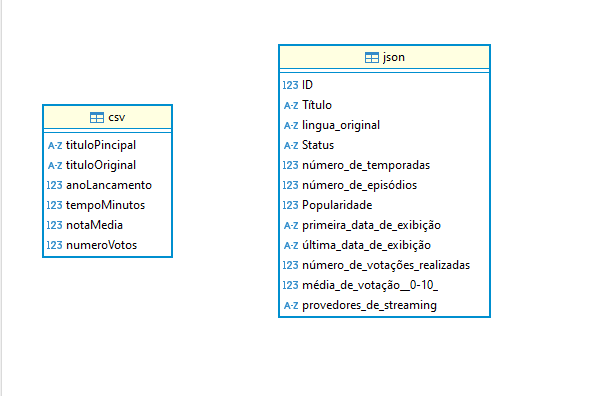 csv
A-Z tituloPincipal
A-Z tituloOriginal
123 anoLancamento
123 tempoMinutos
123 notaMedia
123 numeroVotos
json
123 ID
A-Z Título
A-Z lingua_original
A-Z Status
123 número_de_temporadas
123 número_de_episódios
123 Popularidade
A-Z primeira_data_de_exibição
A-Z última_data_de_exibição
123 número_de_votações_realizadas
123 média_de_votação__0-10_
A-Z provedores_de_streaming